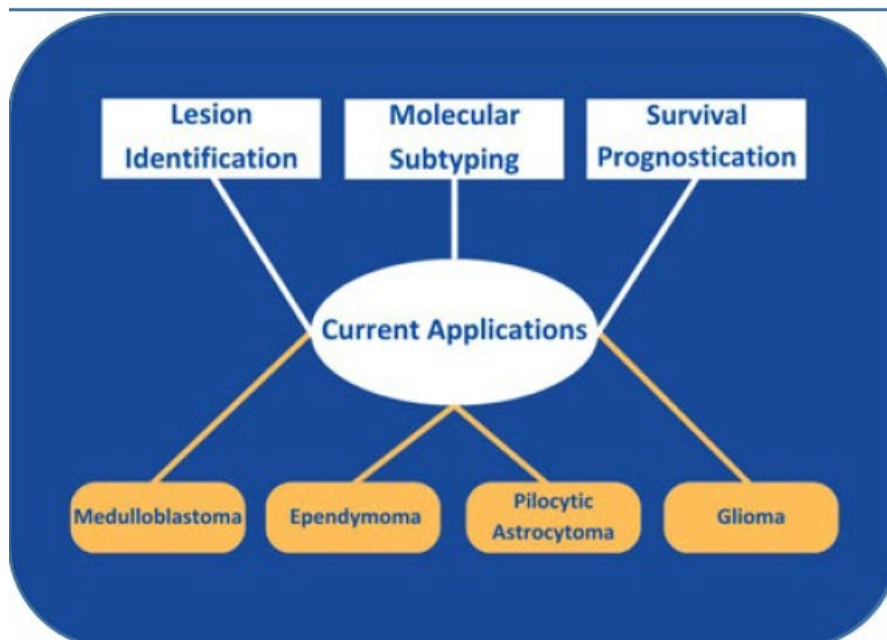 Lesion
Identification
Molecular
Subtyping
Survival
Prognostication
Current Applications
Medulloblastoma
Ependymoma
Pilocytic
Astrocytoma
Glioma